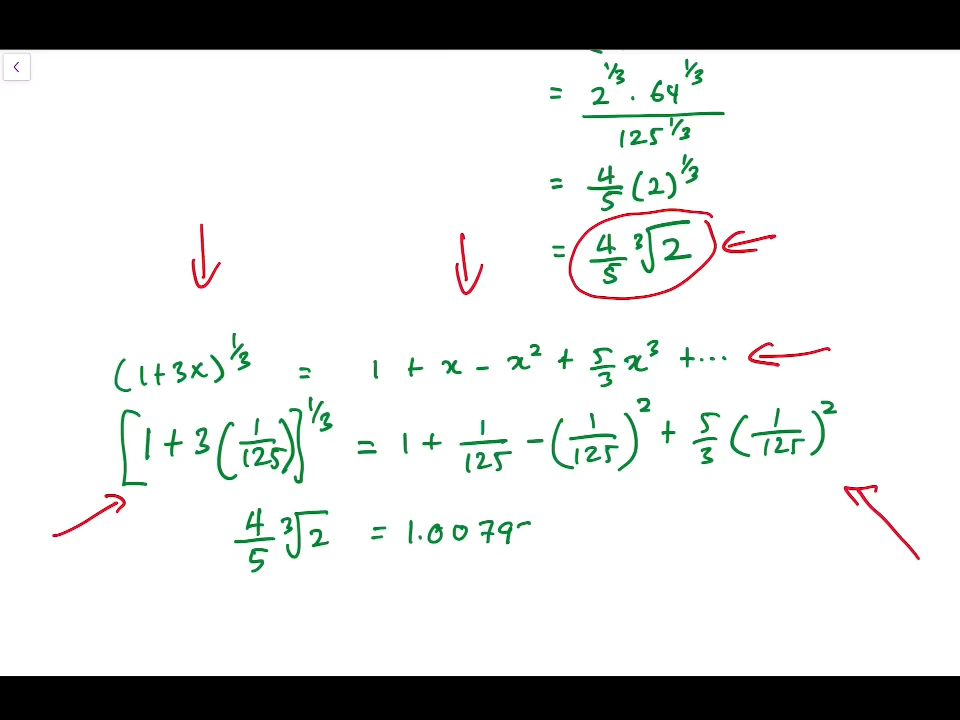 = 2^{1/3} · 64^{1/3} / 125^{1/3}
= 4/5 (2)^{1/3}
= 4/5 ∛2
(1+3x)^{1/3} = 1 + x - x² + 5/3 x³ + ...
[1 + 3(1/125)]^{1/3} = 1 + 1/125 - (1/125)² + 5/3 (1/125)²
4/5 ∛2 = 1.0079